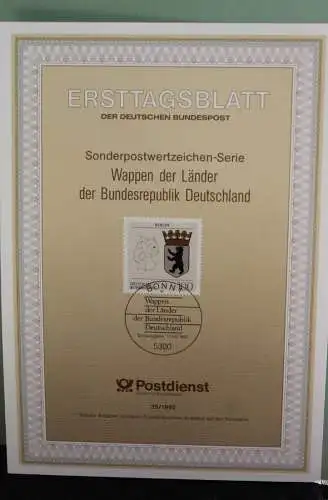 ERSTTAGSBLATT
DER DEUTSCHEN BUNDESPOST
Sonderpostwertzeichen-Serie
Wappen der Länder
der Bundesrepublik Deutschland
BERLIN
100
BONN
Wappen
der Länder
der Bundesrepublik
Deutschland
5300
Postdienst